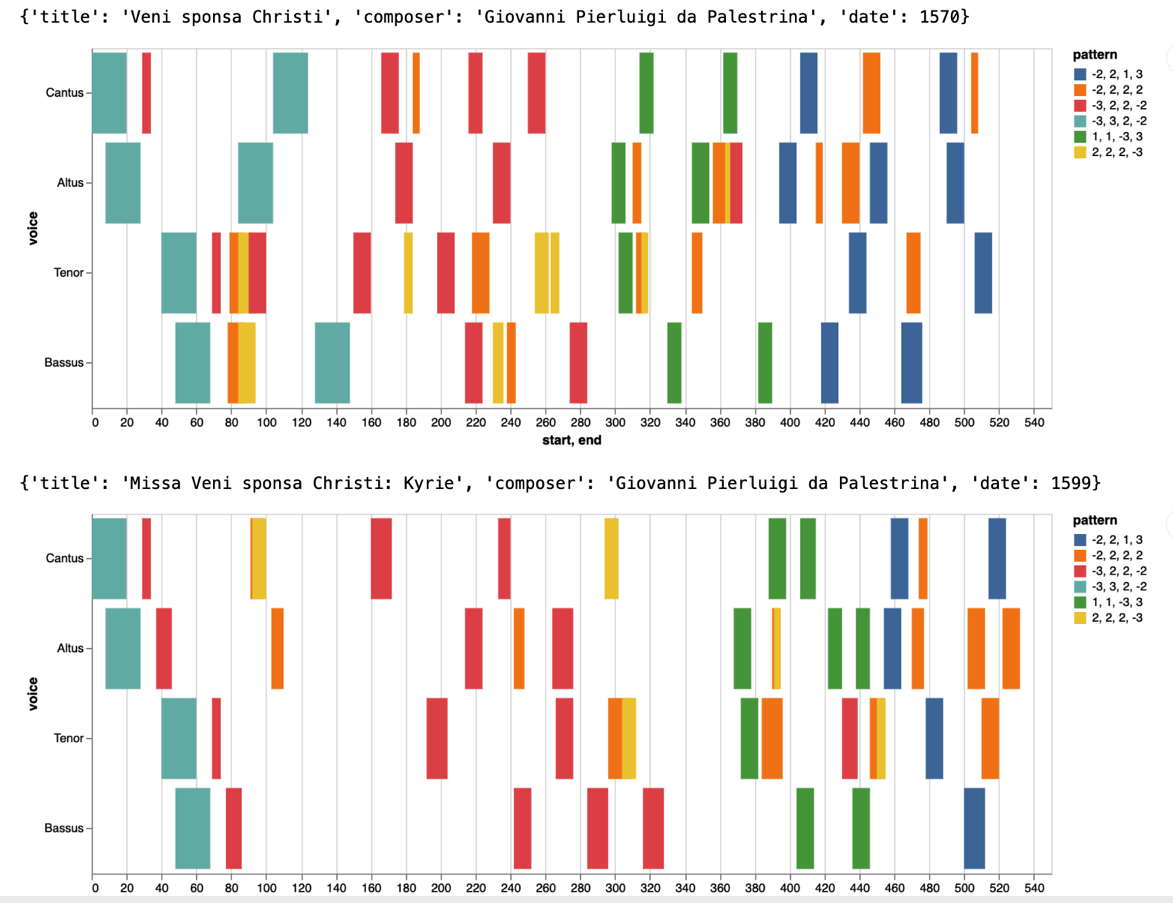 {'title': 'Veni sponsa Christi', 'composer': 'Giovanni Pierluigi da Palestrina', 'date': 1570}
pattern
-2, 2, 1, 3
-2, 2, 2, 2
-3, 2, 2, -2
-3, 3, 2, -2
1, 1, -3, 3
2, 2, 2, -3
voice
Cantus
Altus
Tenor
Bassus
0 20 40 60 80 100 120 140 160 180 200 220 240 260 280 300 320 340 360 380 400 420 440 460 480 500 520 540
start, end
{'title': 'Missa Veni sponsa Christi: Kyrie', 'composer': 'Giovanni Pierluigi da Palestrina', 'date': 1599}
pattern
-2, 2, 1, 3
-2, 2, 2, 2
-3, 2, 2, -2
-3, 3, 2, -2
1, 1, -3, 3
2, 2, 2, -3
voice
Cantus
Altus
Tenor
Bassus
0 20 40 60 80 100 120 140 160 180 200 220 240 260 280 300 320 340 360 380 400 420 440 460 480 500 520 540